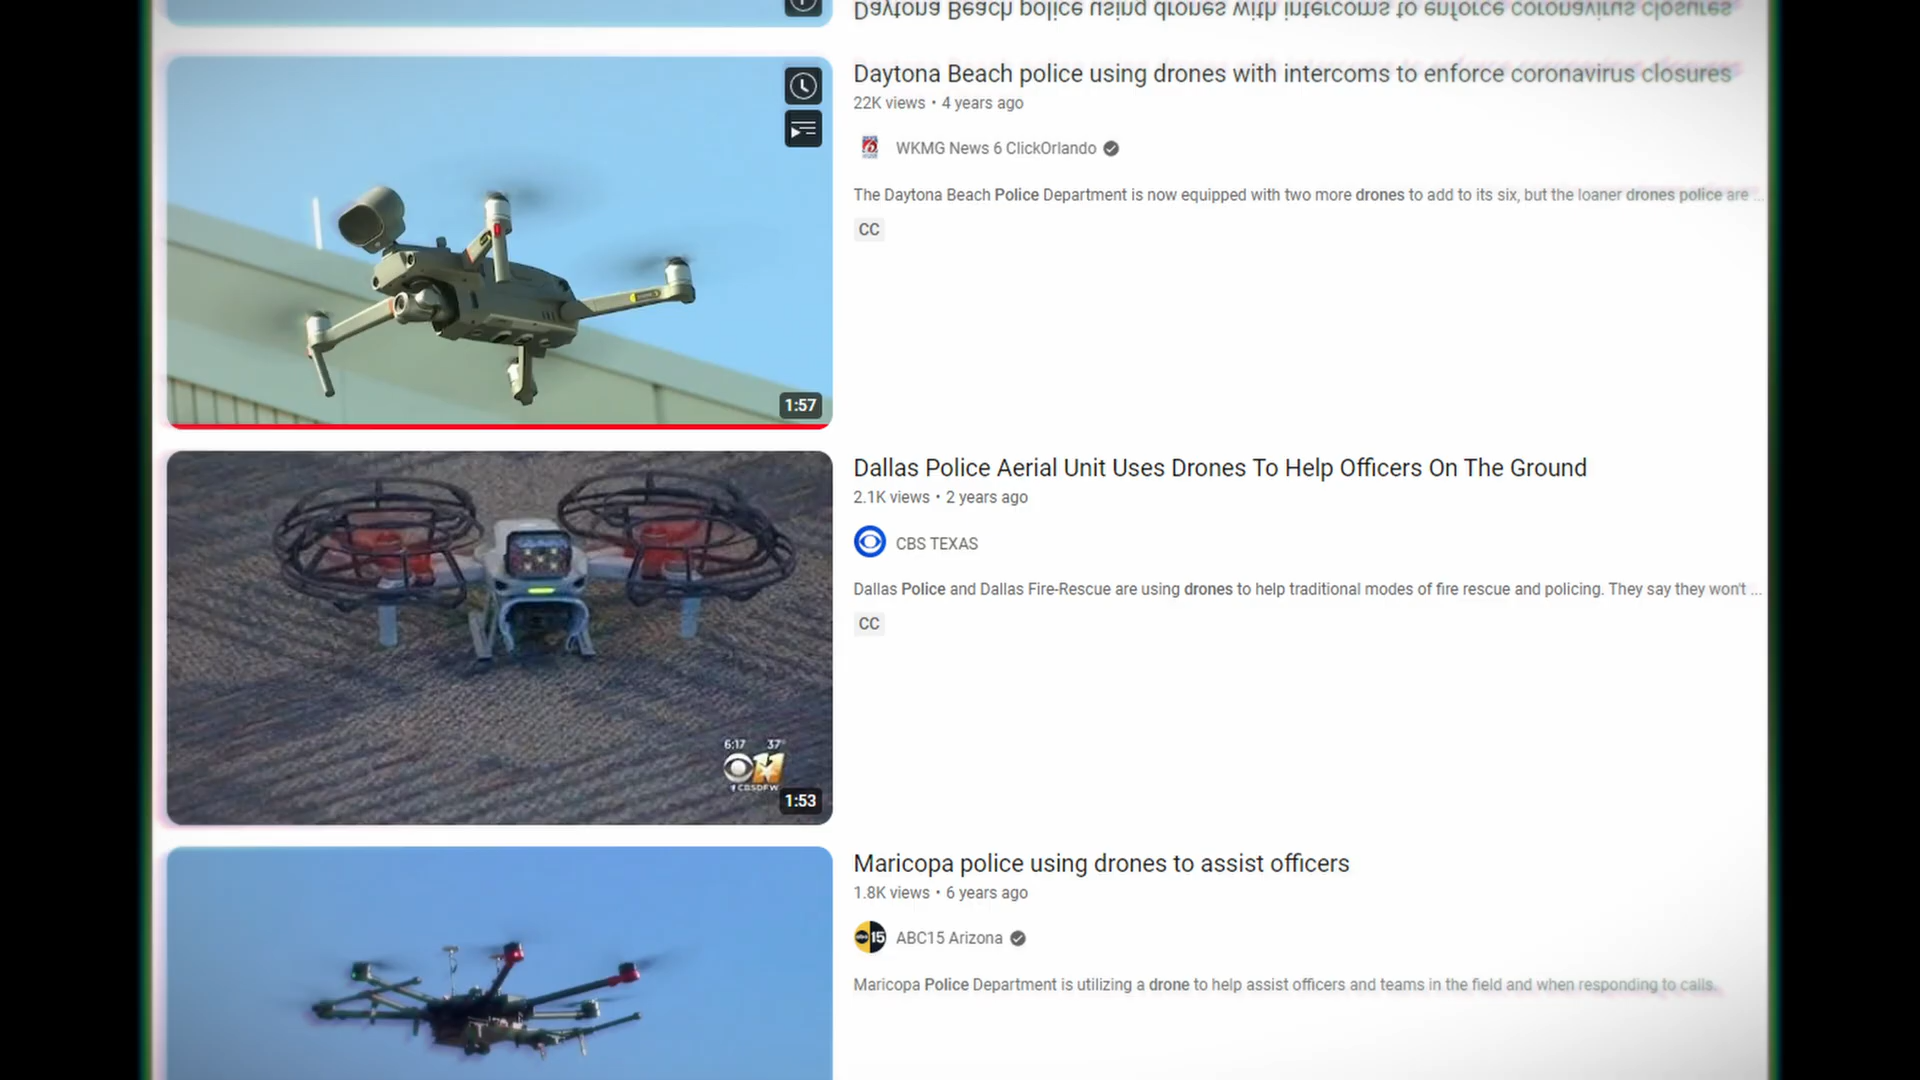 Daytona Beach police using drones with intercoms to enforce coronavirus closures
Daytona Beach police using drones with intercoms to enforce coronavirus closures
22K views • 4 years ago
6
WKMG News 6 ClickOrlando
The Daytona Beach Police Department is now equipped with two more drones to add to its six, but the loaner drones police are ...
CC
1:57
Dallas Police Aerial Unit Uses Drones To Help Officers On The Ground
2.1K views • 2 years ago
CBS TEXAS
Dallas Police and Dallas Fire-Rescue are using drones to help traditional modes of fire rescue and policing. They say they won't ...
CC
6:17 37°
11
CBSDFW
1:53
Maricopa police using drones to assist officers
1.8K views • 6 years ago
abc 15
ABC15 Arizona
Maricopa Police Department is utilizing a drone to help assist officers and teams in the field and when responding to calls.